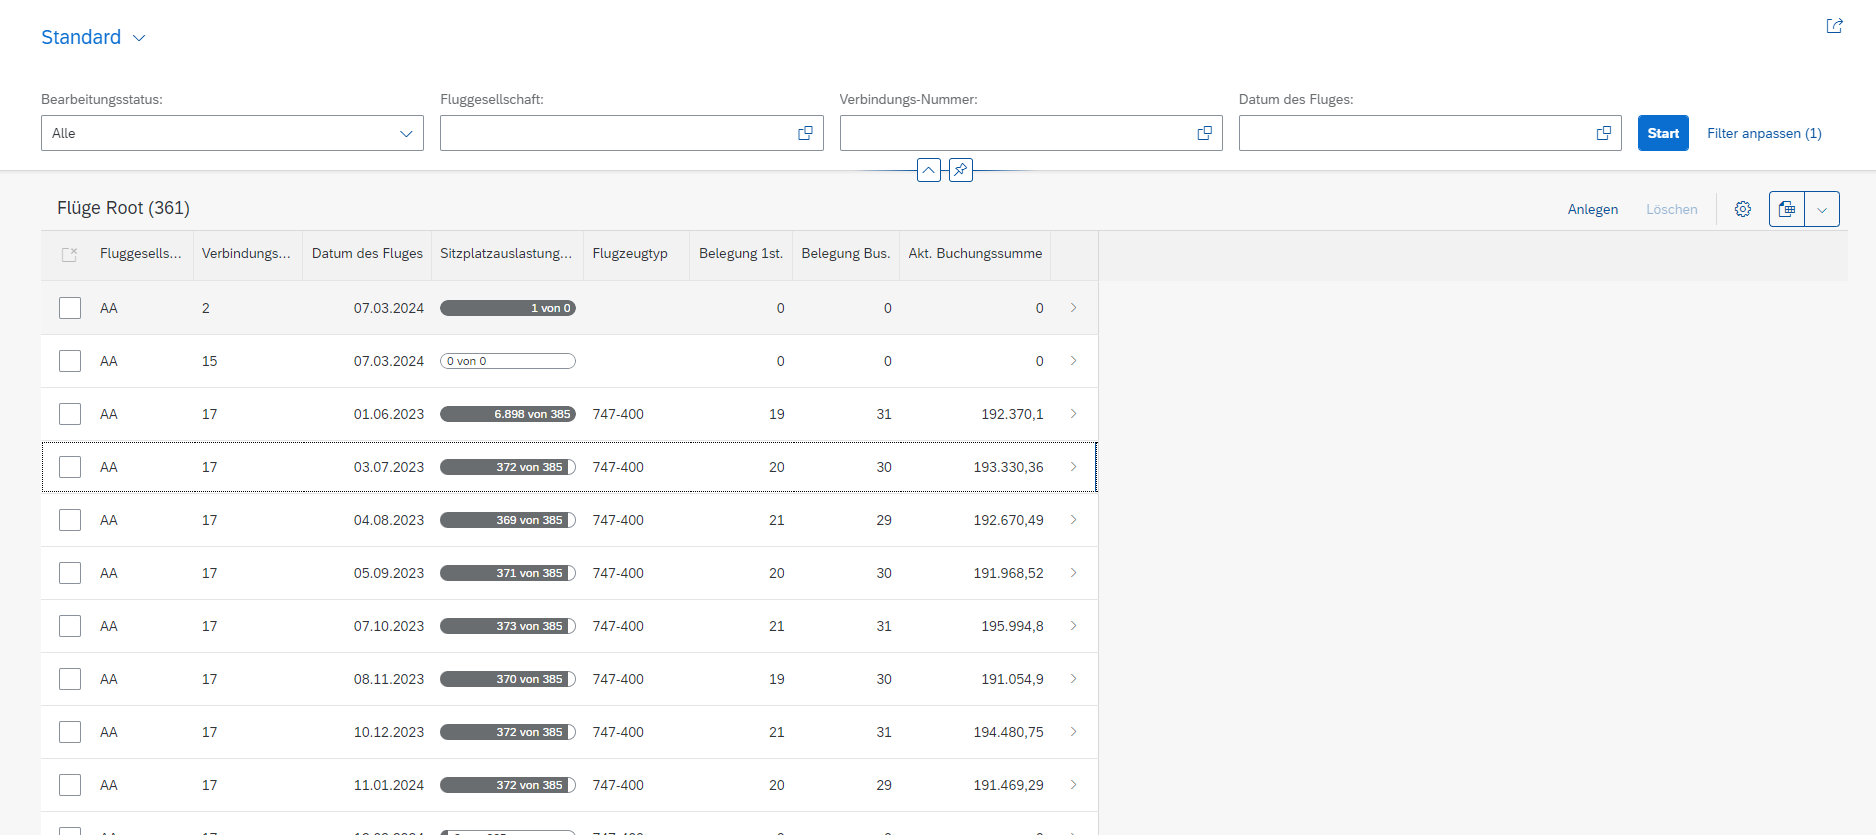 Standard
Bearbeitungsstatus: Fluggesellschaft: Verbindungs-Nummer: Datum des Fluges:
Alle Start Filter anpassen (1)
Flüge Root (361) Anlegen Löschen
Fluggesells... Verbindungs... Datum des Fluges Sitzplatzauslastung... Flugzeugtyp Belegung 1st. Belegung Bus. Akt. Buchungssumme
AA 2 07.03.2024 1 von 0 0 0 0
AA 15 07.03.2024 0 von 0 0 0 0
AA 17 01.06.2023 6.898 von 385 747-400 19 31 192.370,1
AA 17 03.07.2023 372 von 385 747-400 20 30 193.330,36
AA 17 04.08.2023 369 von 385 747-400 21 29 192.670,49
AA 17 05.09.2023 371 von 385 747-400 20 30 191.968,52
AA 17 07.10.2023 373 von 385 747-400 21 31 195.994,8
AA 17 08.11.2023 370 von 385 747-400 19 30 191.054,9
AA 17 10.12.2023 372 von 385 747-400 21 31 194.480,75
AA 17 11.01.2024 372 von 385 747-400 20 29 191.469,29